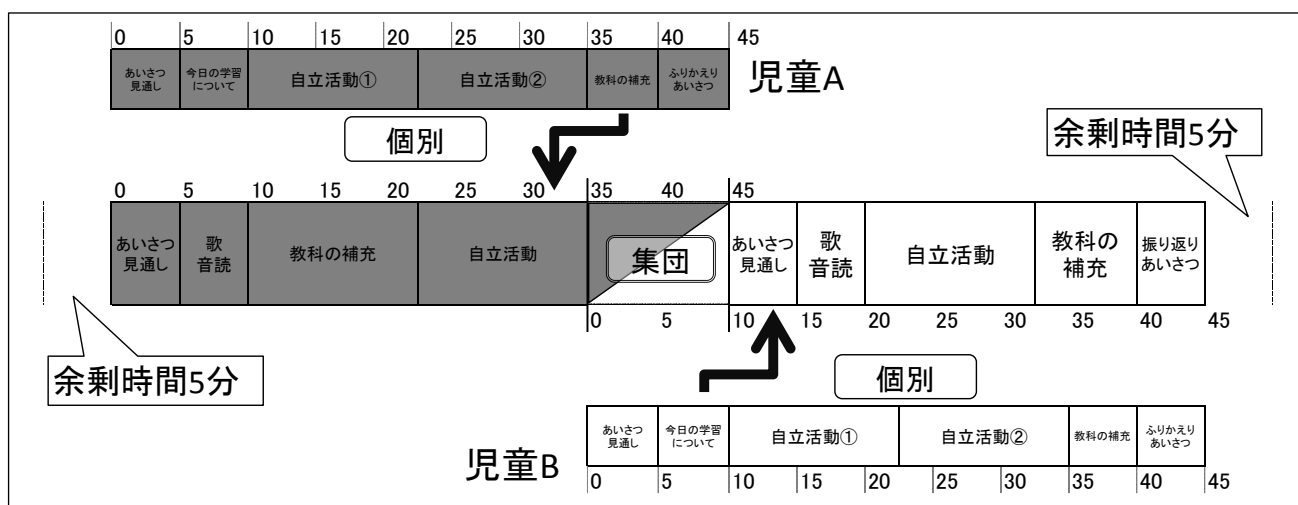 0 5 10 15 20 25 30 35 40 45
あいさつ
見通し
今日の学習
について
自立活動①
自立活動②
教科の補充
ふりかえり
あいさつ
児童A
個別
余剰時間5分
0 5 10 15 20 25 30 35 40 45
あいさつ
見通し
歌
音読
教科の補充
自立活動
集団
あいさつ
見通し
歌
音読
自立活動
教科の
補充
振り返り
あいさつ
0 5 10 15 20 25 30 35 40 45
余剰時間5分
個別
児童B
あいさつ
見通し
今日の学習
について
自立活動①
自立活動②
教科の補充
ふりかえり
あいさつ
0 5 10 15 20 25 30 35 40 45